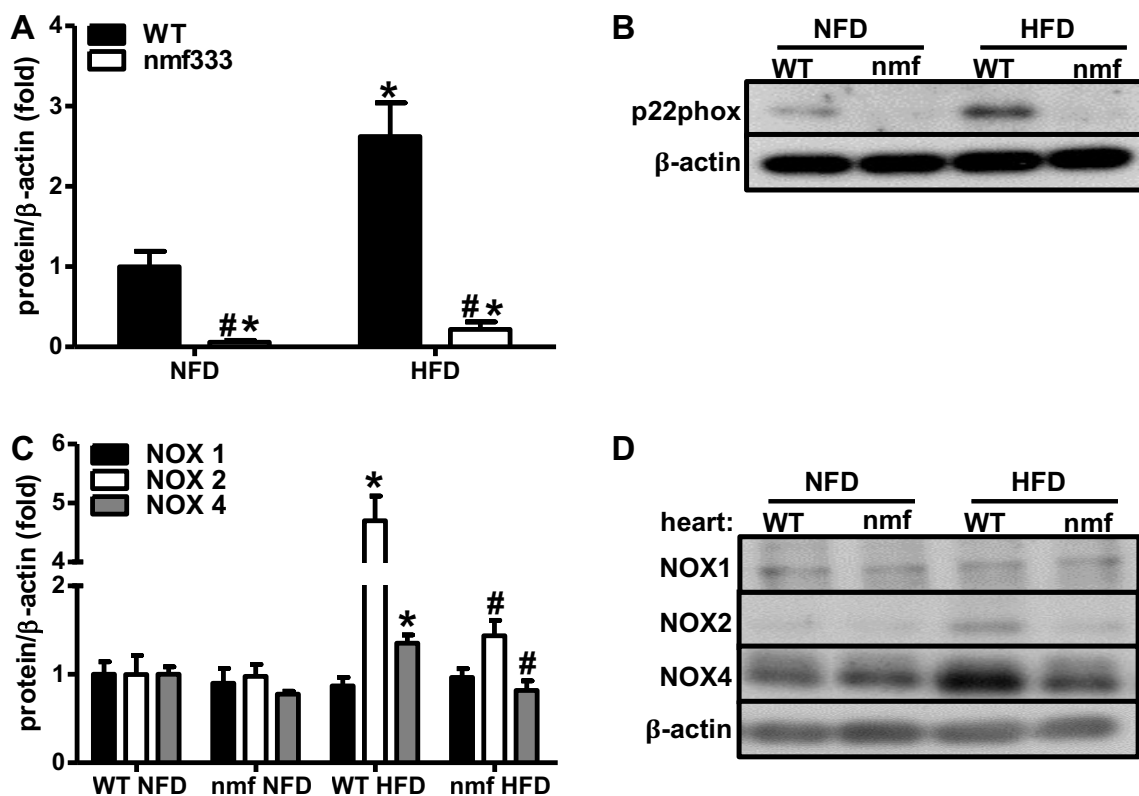 A
protein/β-actin (fold)
4
3
2
1
0
WT
nmf333
*
#*
#*
NFD HFD
B
NFD HFD
WT nmf WT nmf
p22phox
β-actin
C
protein/β-actin (fold)
6
5
4
2
1
0
NOX 1
NOX 2
NOX 4
*
*
#
#
WT NFD nmf NFD WT HFD nmf HFD
D
NFD HFD
heart: WT nmf WT nmf
NOX1
NOX2
NOX4
β-actin